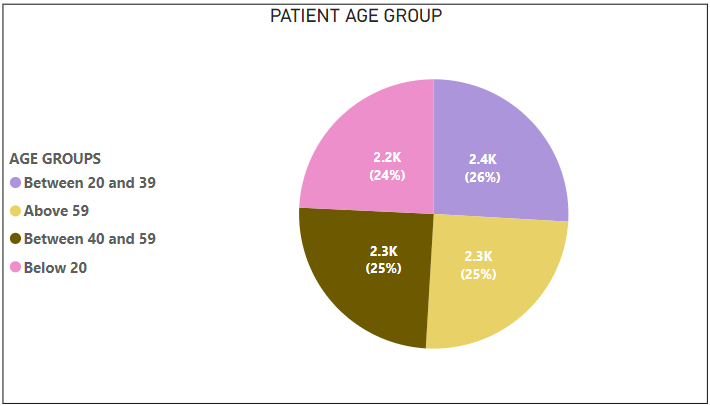 PATIENT AGE GROUP
AGE GROUPS
Between 20 and 39
Above 59
Between 40 and 59
Below 20
2.2K
(24%)
2.4K
(26%)
2.3K
(25%)
2.3K
(25%)